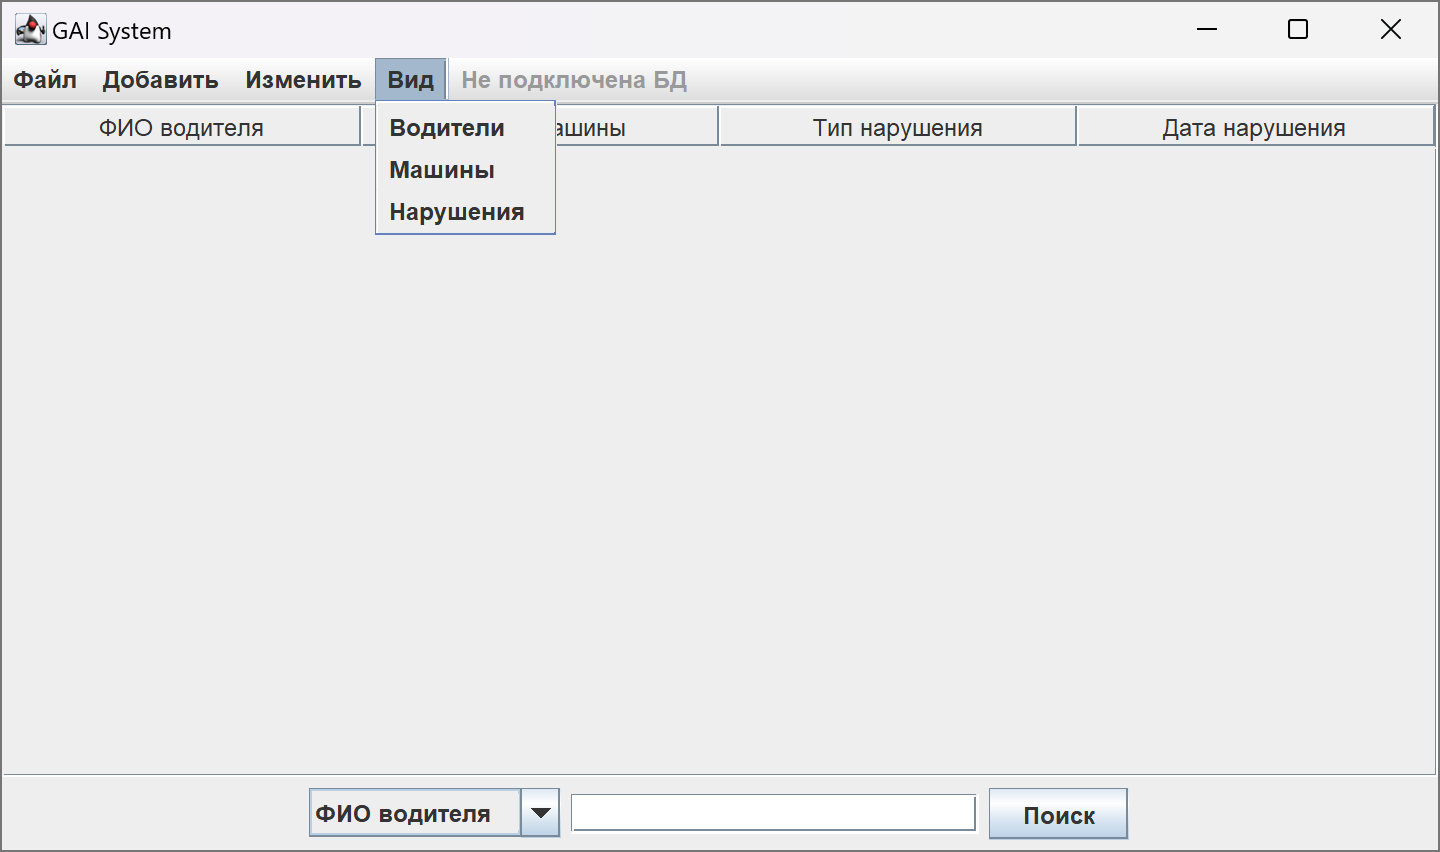 GAI System
Файл Добавить Изменить Вид Не подключена БД
ФИО водителя Тип нарушения Дата нарушения
Водители
Машины
Нарушения
ФИО водителя Поиск